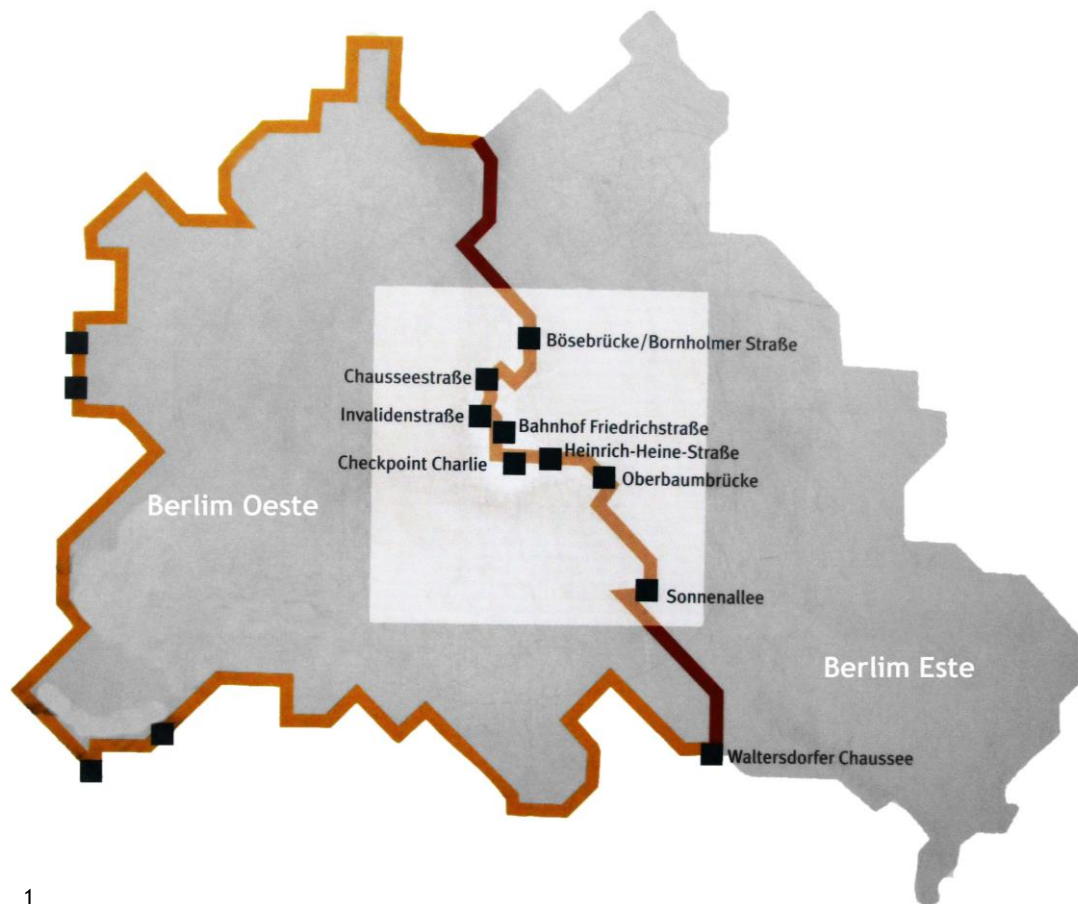 Bösebrücke/Bornholmer Straße
Chausseestraße
Invalidenstraße
Bahnhof Friedrichstraße
Heinrich-Heine-Straße
Checkpoint Charlie
Oberbaumbrücke
Berlim Oeste
Sonnenallee
Berlim Este
Waltersdorfer Chaussee
1